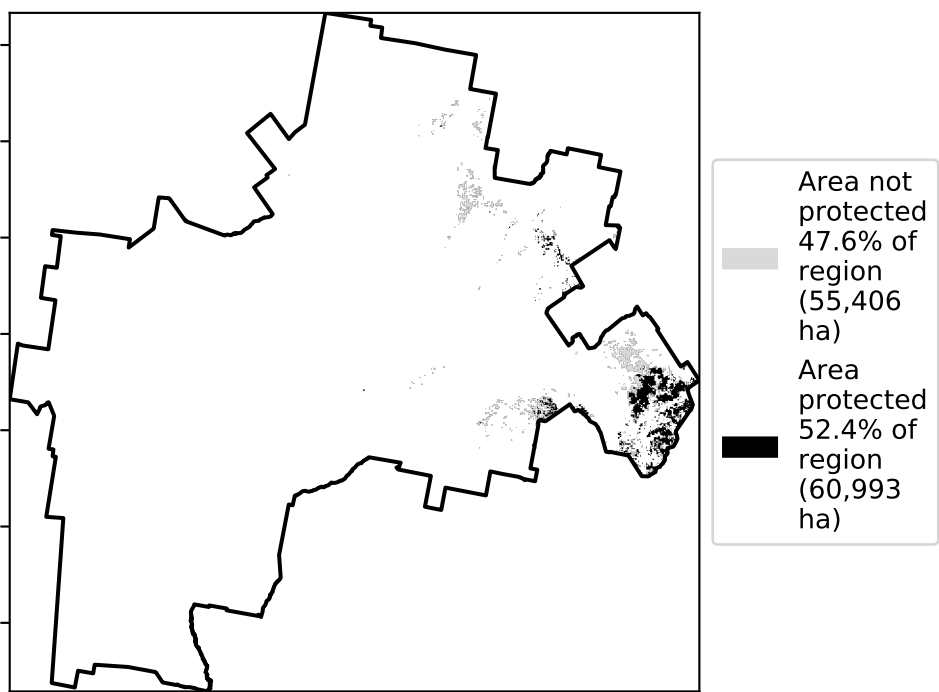 Area not
protected
47.6% of
region
(55,406
ha)
Area
protected
52.4% of
region
(60,993
ha)